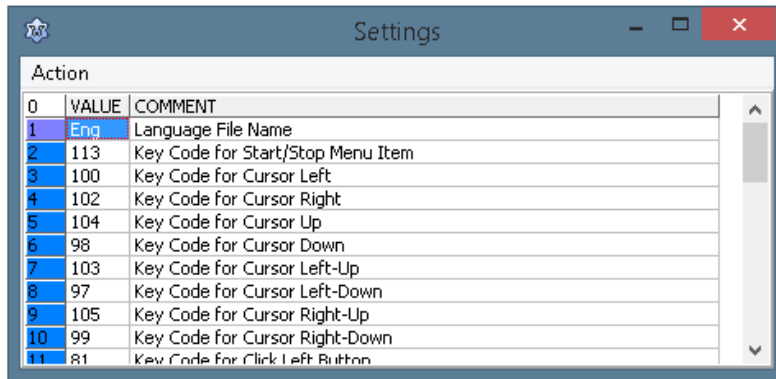 Settings
Action
0 VALUE COMMENT
1 Eng Language File Name
2 113 Key Code for Start/Stop Menu Item
3 100 Key Code for Cursor Left
4 102 Key Code for Cursor Right
5 104 Key Code for Cursor Up
6 98 Key Code for Cursor Down
7 103 Key Code for Cursor Left-Up
8 97 Key Code for Cursor Left-Down
9 105 Key Code for Cursor Right-Up
10 99 Key Code for Cursor Right-Down
11 81 Key Code for Click Left Button